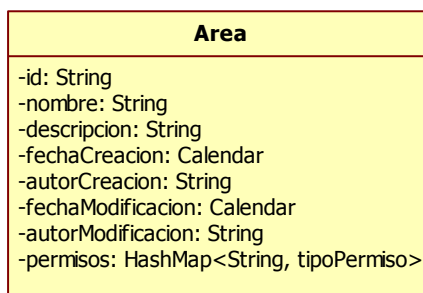 Area
-id: String
-nombre: String
-descripcion: String
-fechaCreacion: Calendar
-autorCreacion: String
-fechaModificacion: Calendar
-autorModificacion: String
-permisos: HashMap<String, tipoPermiso>